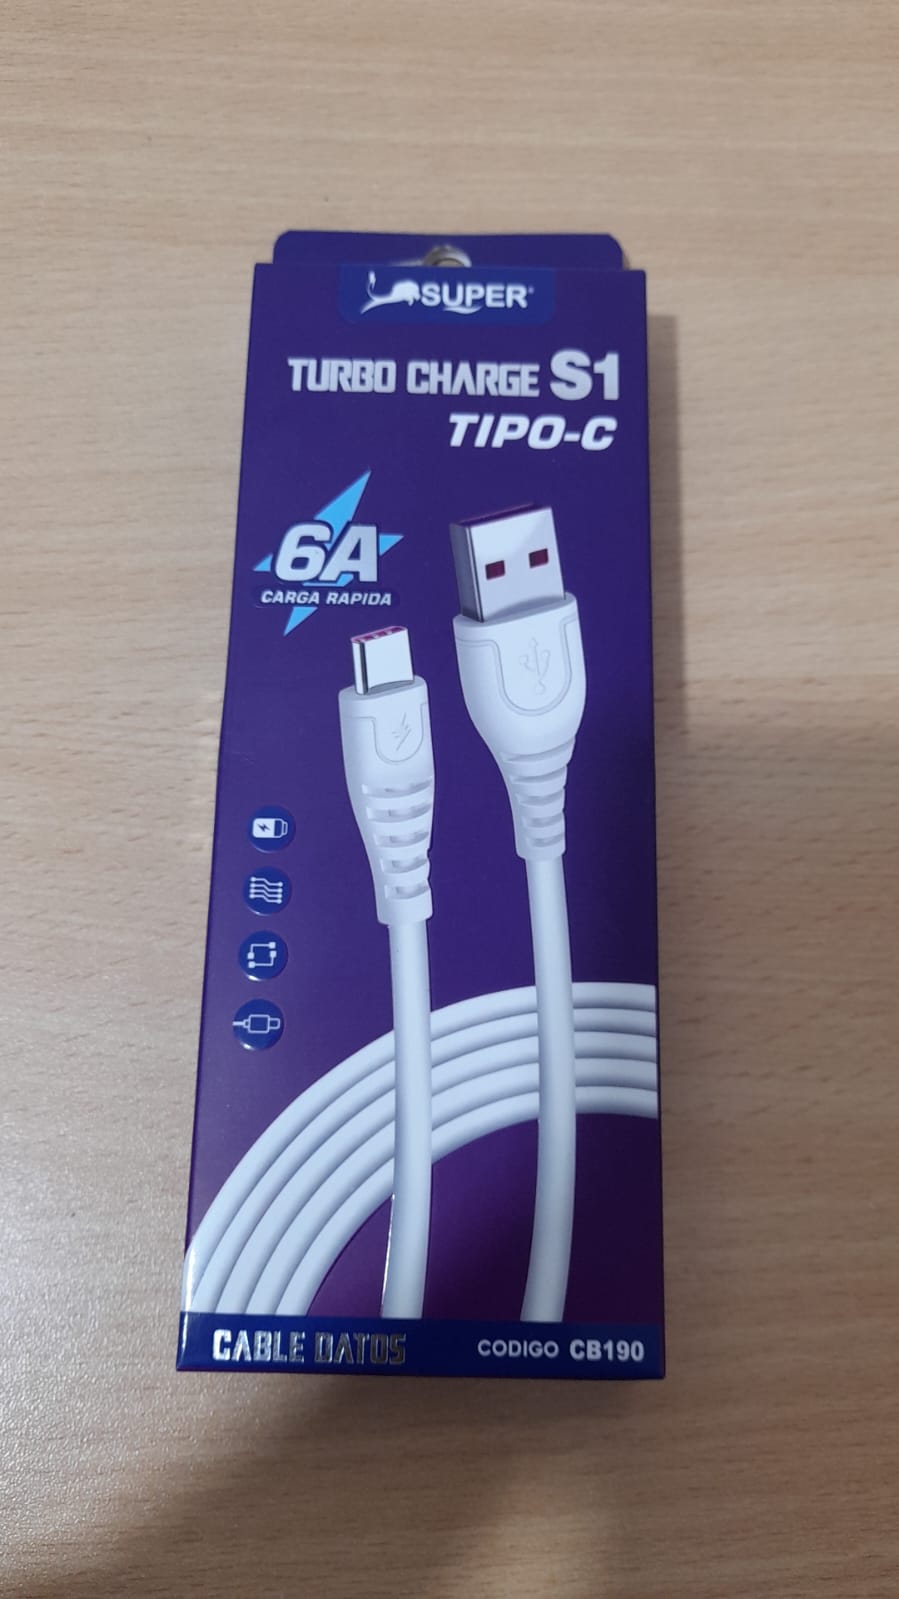 SUPER®
TURBO CHARGE S1
TIPO-C
6A
CARGA RAPIDA
CABLE DATOS
CODIGO CB190